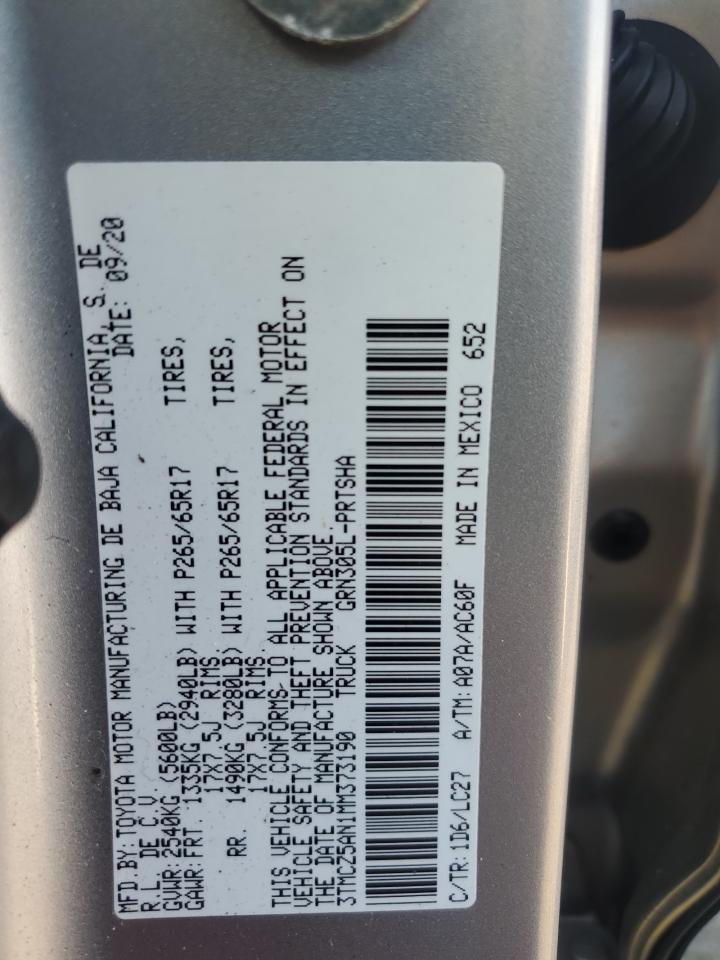 MFD.BY: TOYOTA MOTOR MANUFACTURING DE BAJA CALIFORNIA, S. DE
R.L. DE C.V. DATE: 09/20
GVWR: 2540KG (5600LB)
GAWR: FRT. 1335KG (2940LB) WITH P265/65R17 TIRES,
17X7.5J RIMS
RR. 1490KG (3280LB) WITH P265/65R17 TIRES,
17X7.5J RIMS
THIS VEHICLE CONFORMS TO ALL APPLICABLE FEDERAL MOTOR
VEHICLE SAFETY AND THEFT PREVENTION STANDARDS IN EFFECT ON
THE DATE OF MANUFACTURE SHOWN ABOVE.
3TMCZ5AN1MM373190 TRUCK GRN305L-PRTSHA
C/TR: 1D6/LC27 A/TM: A07A/AC60F MADE IN MEXICO 652